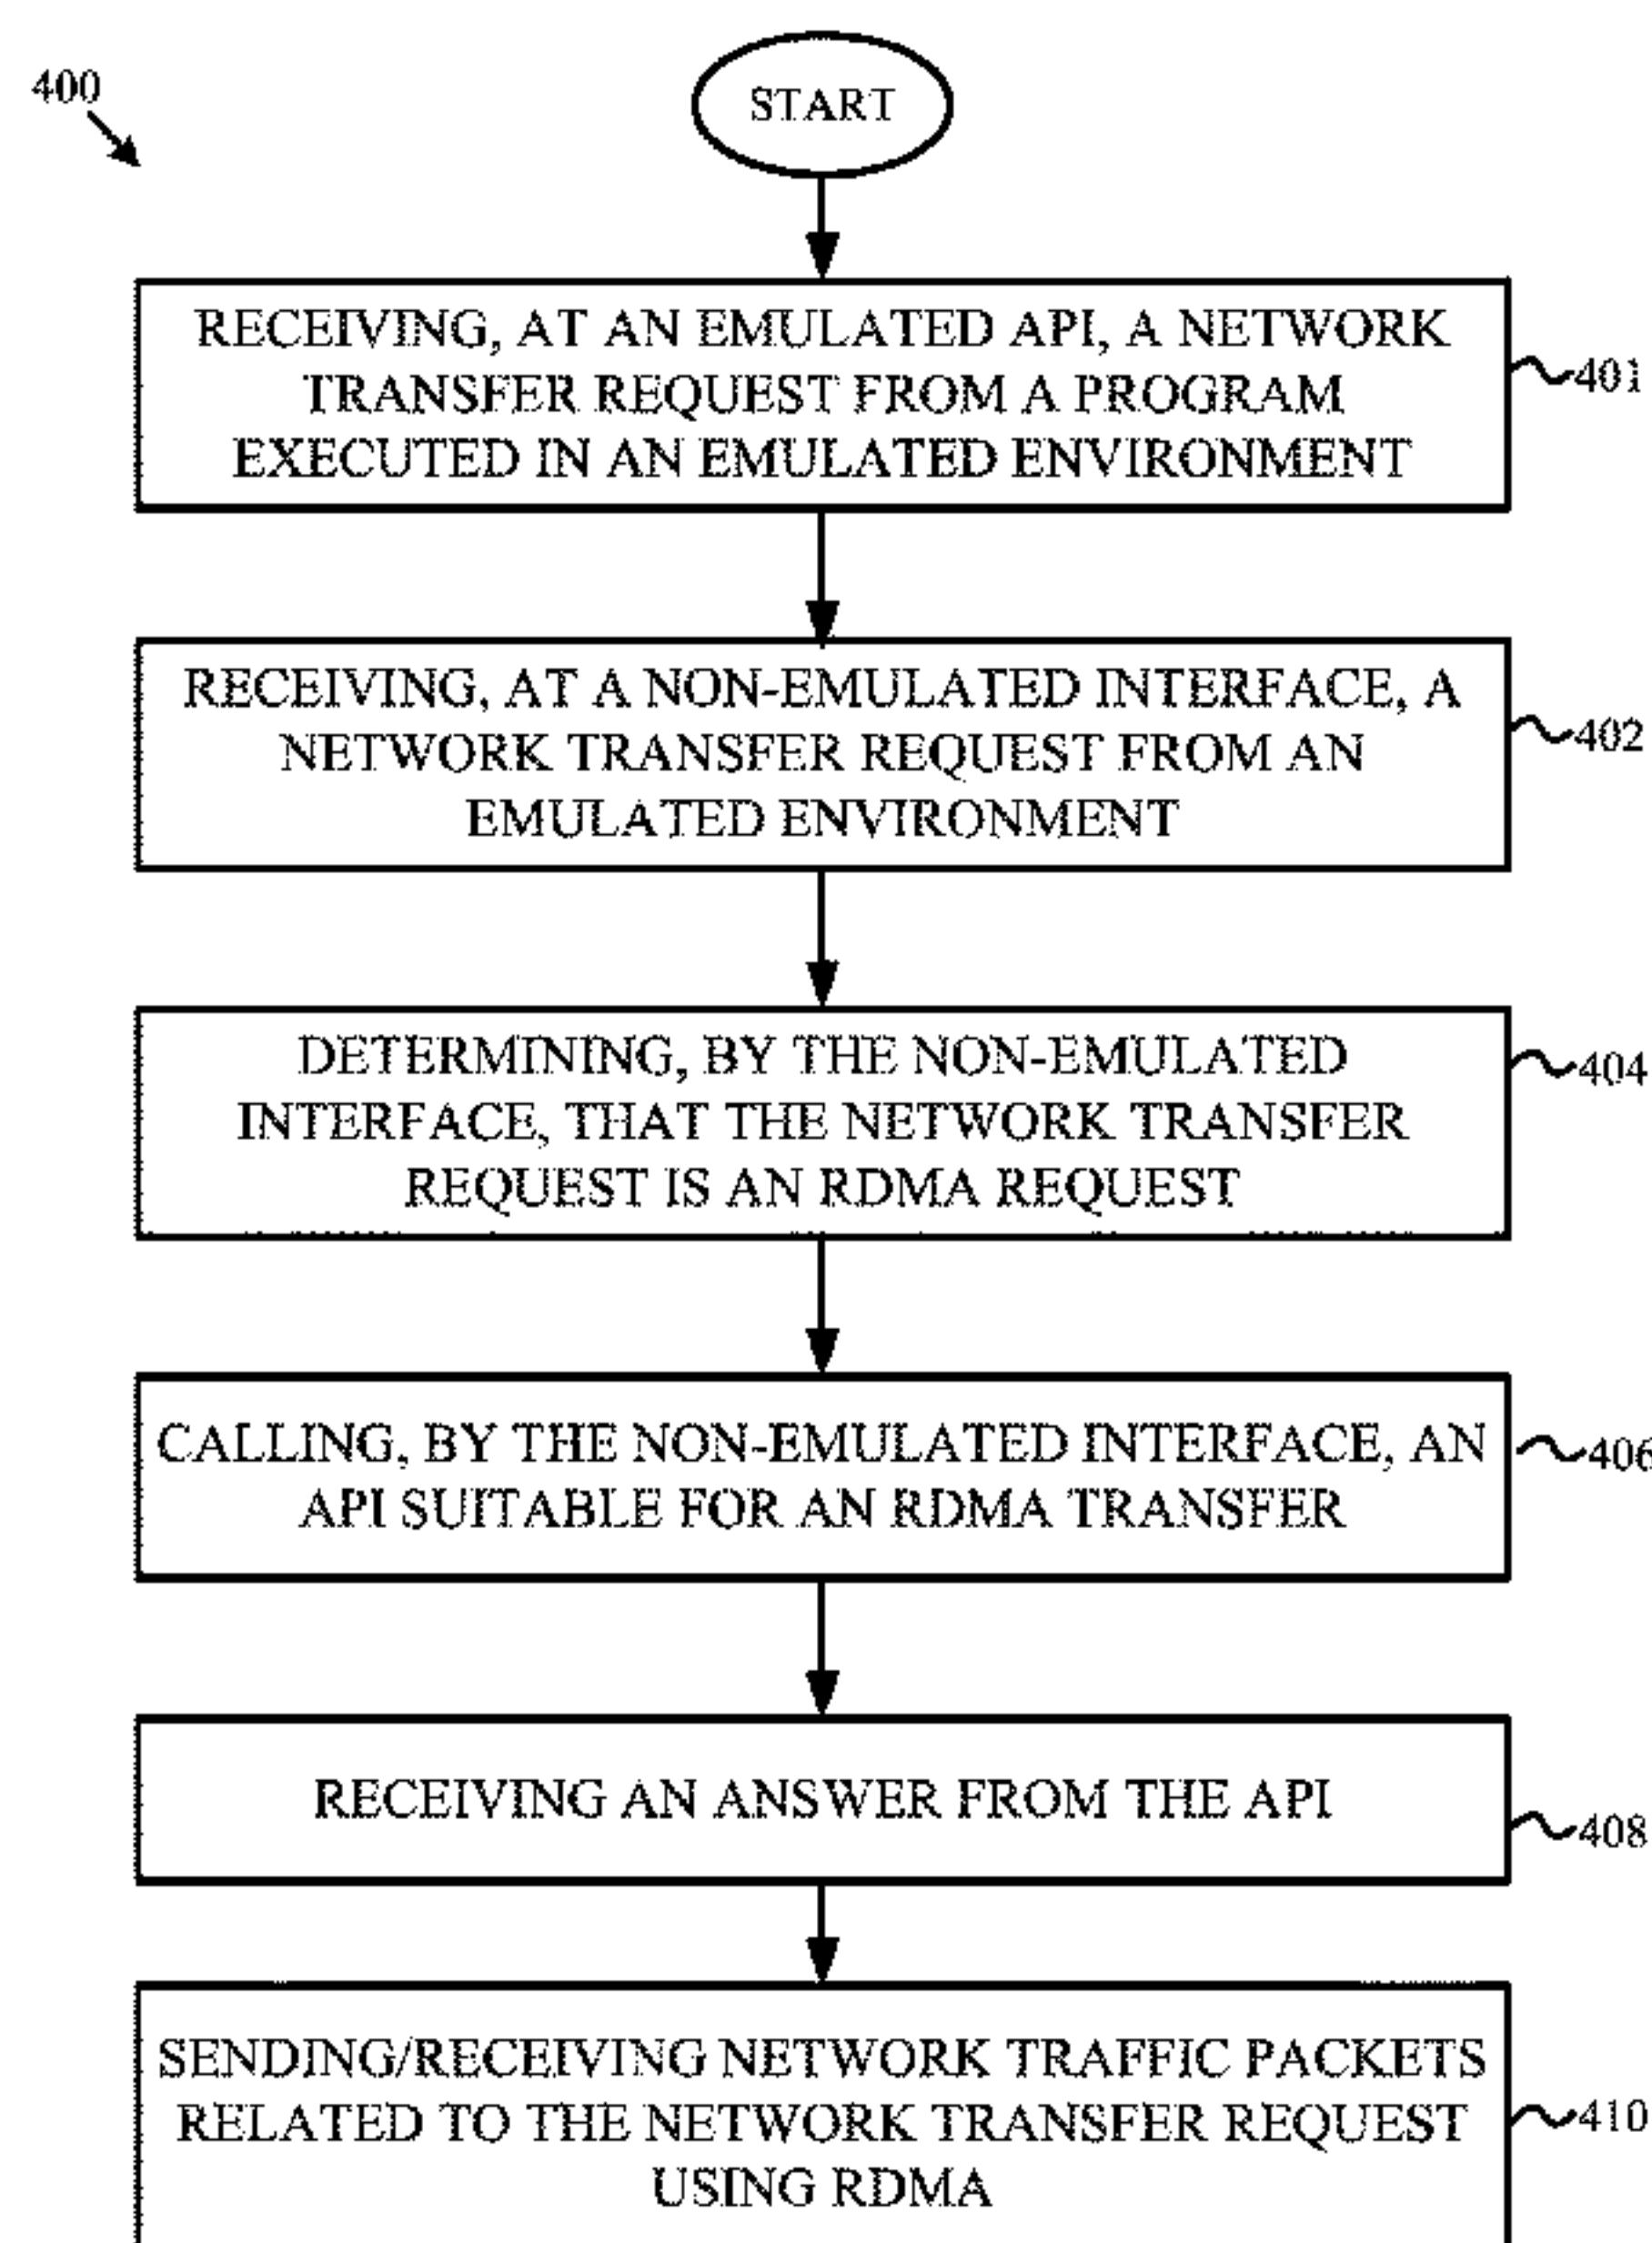 400
START
RECEIVING, AT AN EMULATED API, A NETWORK
TRANSFER REQUEST FROM A PROGRAM
EXECUTED IN AN EMULATED ENVIRONMENT
401
RECEIVING, AT A NON-EMULATED INTERFACE, A
NETWORK TRANSFER REQUEST FROM AN
EMULATED ENVIRONMENT
402
DETERMINING, BY THE NON-EMULATED
INTERFACE, THAT THE NETWORK TRANSFER
REQUEST IS AN RDMA REQUEST
404
CALLING, BY THE NON-EMULATED INTERFACE, AN
API SUITABLE FOR AN RDMA TRANSFER
406
RECEIVING AN ANSWER FROM THE API
408
SENDING/RECEIVING NETWORK TRAFFIC PACKETS
RELATED TO THE NETWORK TRANSFER REQUEST
USING RDMA
410